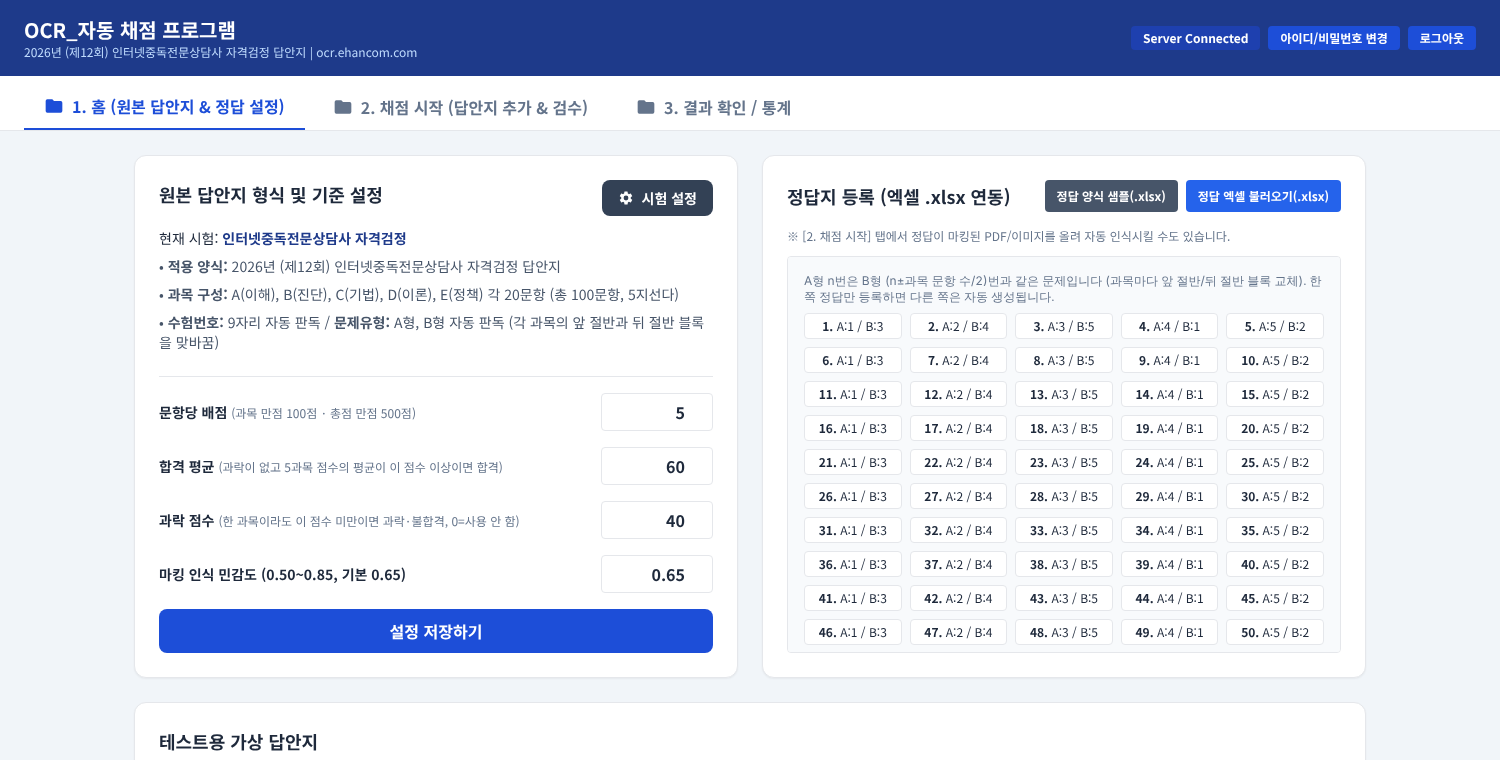 OCR_자동 채점 프로그램
2026년 (제12회) 인터넷중독전문상담사 자격검정 답안지 | ocr.ehancom.com
Server Connected
아이디/비밀번호 변경
로그아웃
1. 홈 (원본 답안지 & 정답 설정)
2. 채점 시작 (답안지 추가 & 검수)
3. 결과 확인 / 통계
원본 답안지 형식 및 기준 설정
시험 설정
현재 시험: 인터넷중독전문상담사 자격검정
• 적용 양식: 2026년 (제12회) 인터넷중독전문상담사 자격검정 답안지
• 과목 구성: A(이해), B(진단), C(기법), D(이론), E(정책) 각 20문항 (총 100문항, 5지선다)
• 수험번호: 9자리 자동 판독 / 문제유형: A형, B형 자동 판독 (각 과목의 앞 절반과 뒤 절반 블록
을 맞바꿈)
문항당 배점 (과목 만점 100점 · 총점 만점 500점)
5
합격 평균 (과락이 없고 5과목 점수의 평균이 이 점수 이상이면 합격)
60
과락 점수 (한 과목이라도 이 점수 미만이면 과락·불합격, 0=사용 안 함)
40
마킹 인식 민감도 (0.50~0.85, 기본 0.65)
0.65
설정 저장하기
정답지 등록 (엑셀 .xlsx 연동)
정답 양식 샘플(.xlsx)
정답 엑셀 불러오기(.xlsx)
※ [2. 채점 시작] 탭에서 정답이 마킹된 PDF/이미지를 올려 자동 인식시킬 수도 있습니다.
A형 n번은 B형 (n±과목 문항 수/2)번과 같은 문제입니다 (과목마다 앞 절반/뒤 절반 블록 교체). 한
쪽 정답만 등록하면 다른 쪽은 자동 생성됩니다.
1. A:1 / B:3
2. A:2 / B:4
3. A:3 / B:5
4. A:4 / B:1
5. A:5 / B:2
6. A:1 / B:3
7. A:2 / B:4
8. A:3 / B:5
9. A:4 / B:1
10. A:5 / B:2
11. A:1 / B:3
12. A:2 / B:4
13. A:3 / B:5
14. A:4 / B:1
15. A:5 / B:2
16. A:1 / B:3
17. A:2 / B:4
18. A:3 / B:5
19. A:4 / B:1
20. A:5 / B:2
21. A:1 / B:3
22. A:2 / B:4
23. A:3 / B:5
24. A:4 / B:1
25. A:5 / B:2
26. A:1 / B:3
27. A:2 / B:4
28. A:3 / B:5
29. A:4 / B:1
30. A:5 / B:2
31. A:1 / B:3
32. A:2 / B:4
33. A:3 / B:5
34. A:4 / B:1
35. A:5 / B:2
36. A:1 / B:3
37. A:2 / B:4
38. A:3 / B:5
39. A:4 / B:1
40. A:5 / B:2
41. A:1 / B:3
42. A:2 / B:4
43. A:3 / B:5
44. A:4 / B:1
45. A:5 / B:2
46. A:1 / B:3
47. A:2 / B:4
48. A:3 / B:5
49. A:4 / B:1
50. A:5 / B:2
테스트용 가상 답안지